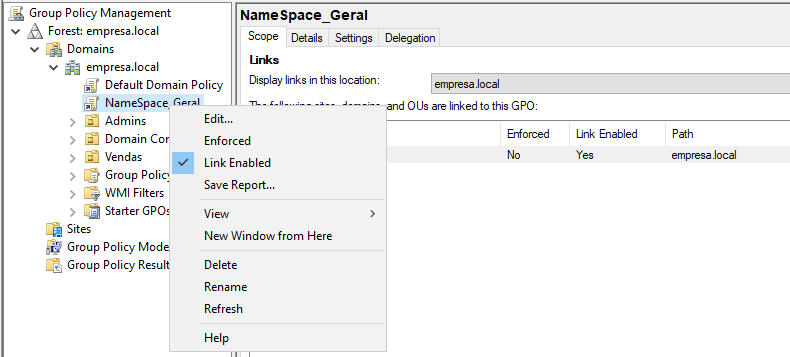 Group Policy Management
Forest: empresa.local
Domains
empresa.local
Default Domain Policy
NameSpace_Geral
Admins
Domain Con
Vendas
Group Policy
WMI Filters
Starter GPOs
Sites
Group Policy Mode
Group Policy Result
Edit...
Enforced
Link Enabled
Save Report...
View
New Window from Here
Delete
Rename
Refresh
Help
NameSpace_Geral
Scope Details Settings Delegation
Links
Display links in this location: empresa.local
The following sites, domains, and OUs are linked to this GPO:
Enforced Link Enabled Path
No Yes empresa.local